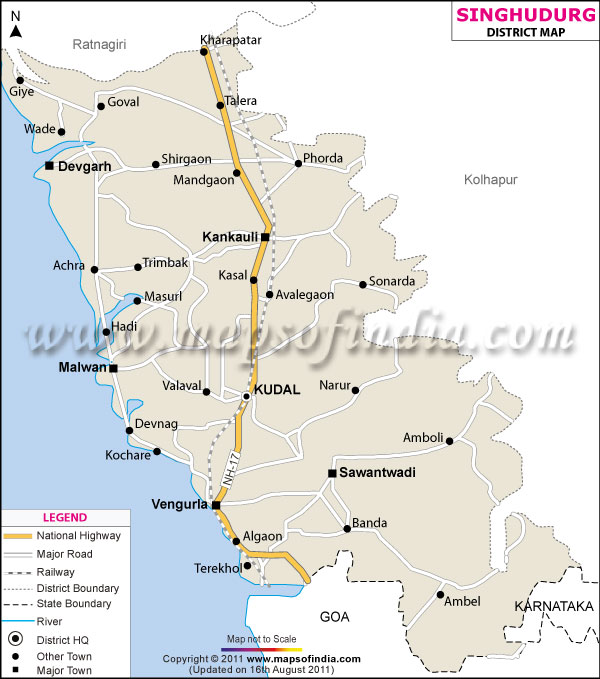 SINGHUDURG
DISTRICT MAP
N
Ratnagiri
Kharapatar
Giye
Goval
Talera
Wade
Shirgaon
Phorda
Devgarh
Mandgaon
Kolhapur
Kankauli
Achra
Trimbak
Kasal
Sonarda
Masurl
Avalegaon
Hadi
www.mapsofindia.com
Malwan
Valaval
KUDAL
Narur
Devnag
Amboli
Kochare
NH-17
Sawantwadi
Vengurla
Banda
Algaon
Terekhol
Ambel
GOA
KARNATAKA
LEGEND
National Highway
Major Road
Railway
District Boundary
State Boundary
River
District HQ
Other Town
Major Town
Map not to Scale
Copyright © 2011 www.mapsofindia.com
(Updated on 16th August 2011)